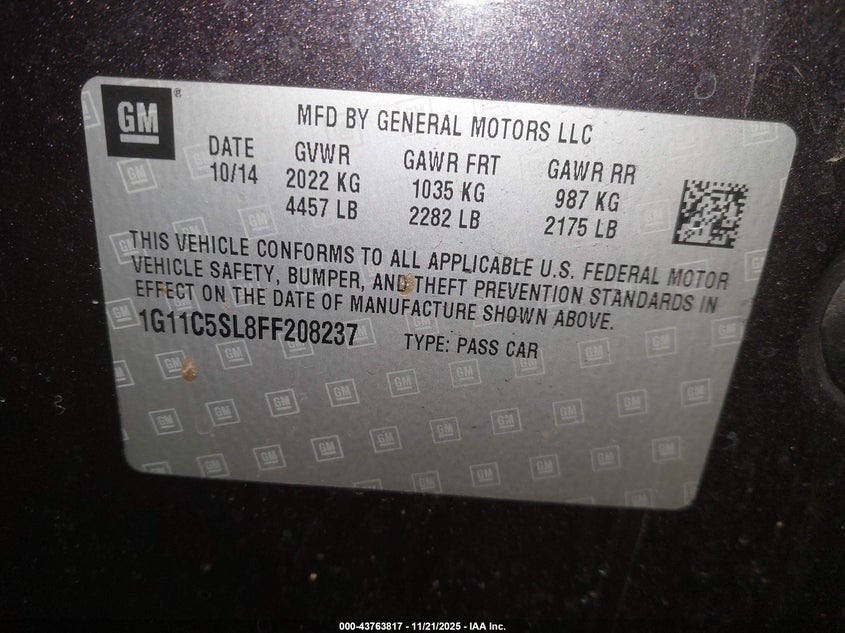 GM®
MFD BY GENERAL MOTORS LLC
DATE GVWR GAWR FRT GAWR RR
10/14 2022 KG 1035 KG 987 KG
4457 LB 2282 LB 2175 LB
THIS VEHICLE CONFORMS TO ALL APPLICABLE U.S. FEDERAL MOTOR
VEHICLE SAFETY, BUMPER, AND THEFT PREVENTION STANDARDS IN
EFFECT ON THE DATE OF MANUFACTURE SHOWN ABOVE.
1G11C5SL8FF208237 TYPE: PASS CAR
000-43763817 - 11/21/2025 - IAA Inc.